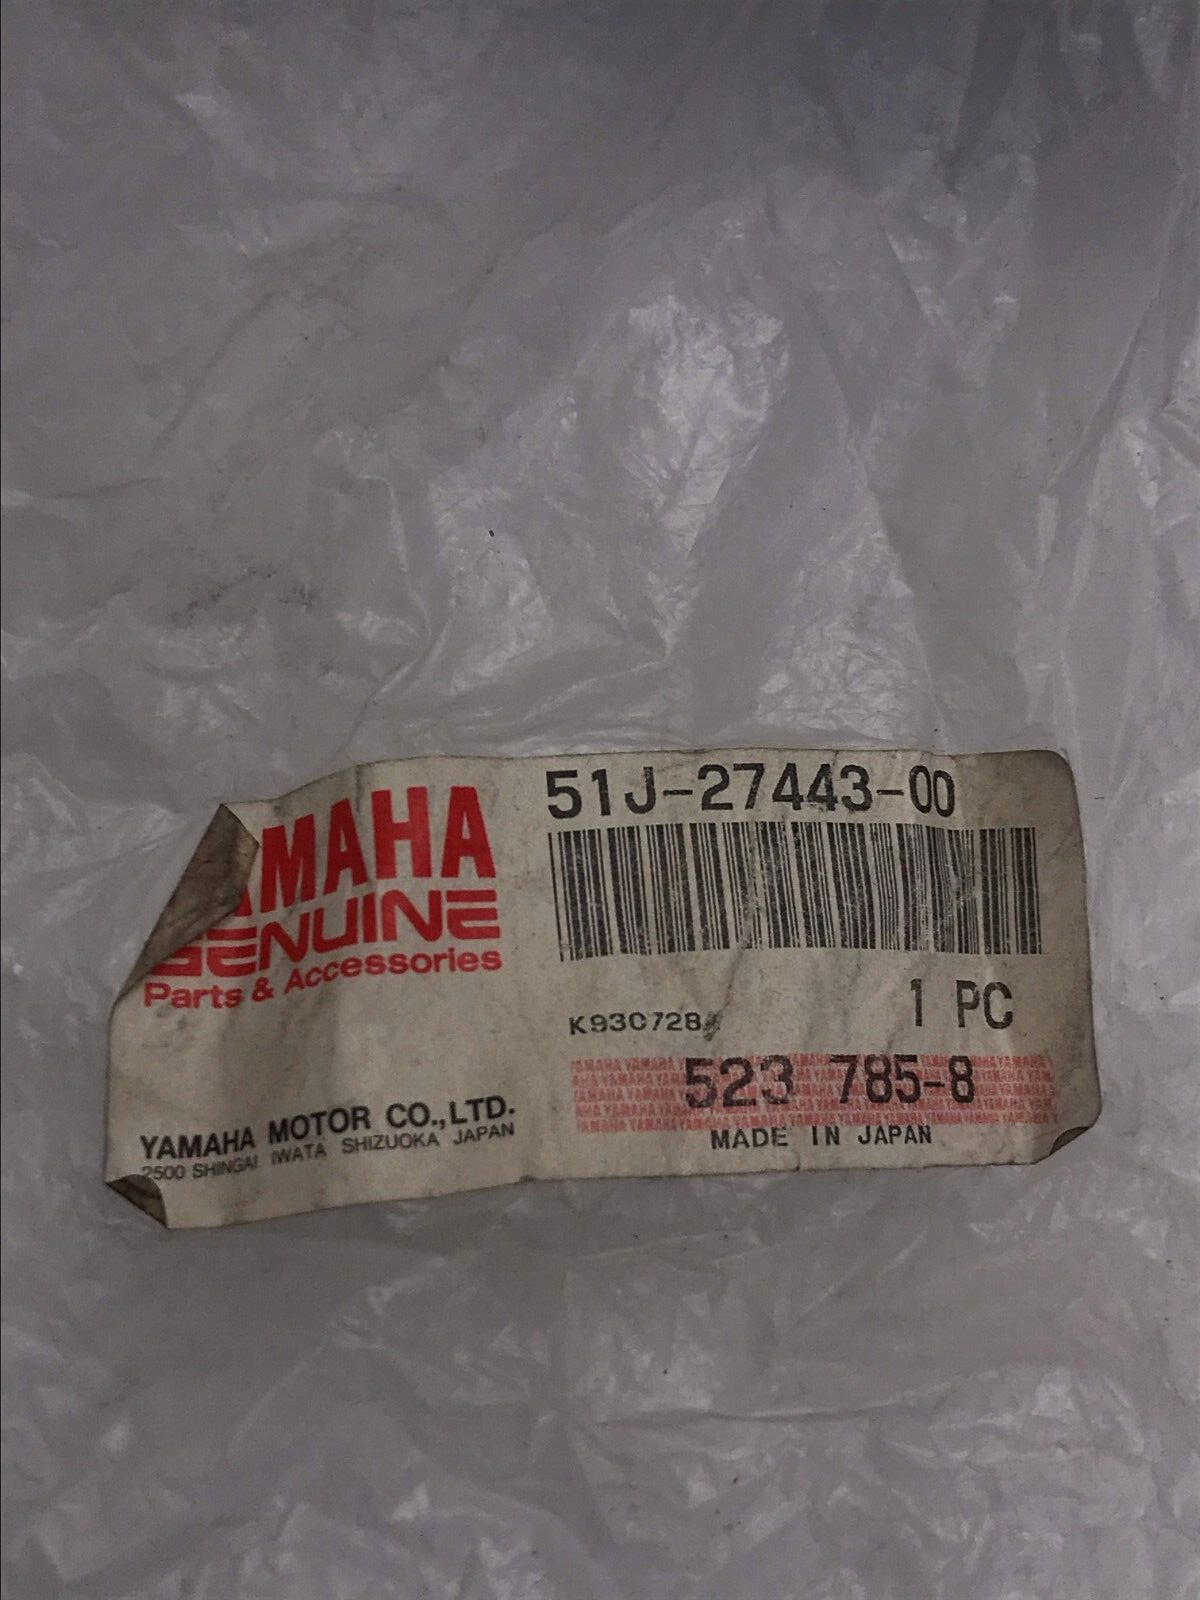 51J-27443-00
YAMAHA
GENUINE
Parts & Accessories
1 PC
523 785-8
MADE IN JAPAN
YAMAHA MOTOR CO.,LTD.
2500 SHINGAI IWATA SHIZUOKA JAPAN